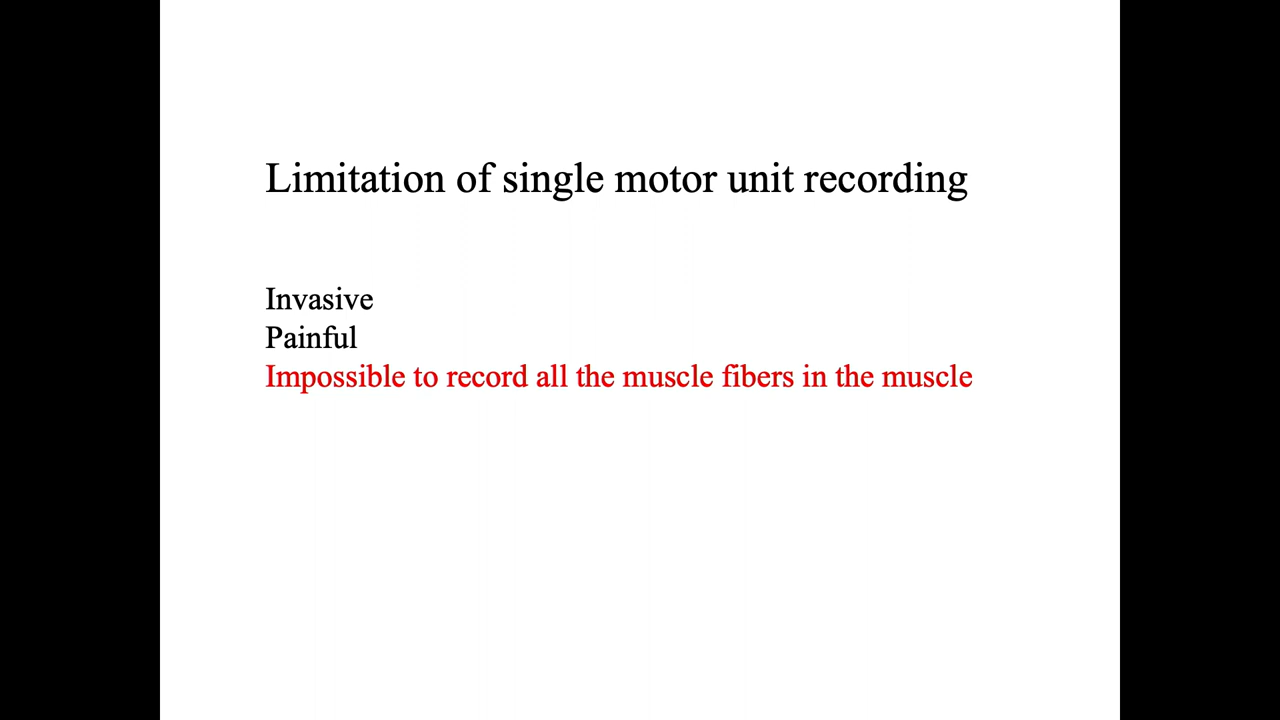 Limitation of single motor unit recording
Invasive
Painful
Impossible to record all the muscle fibers in the muscle